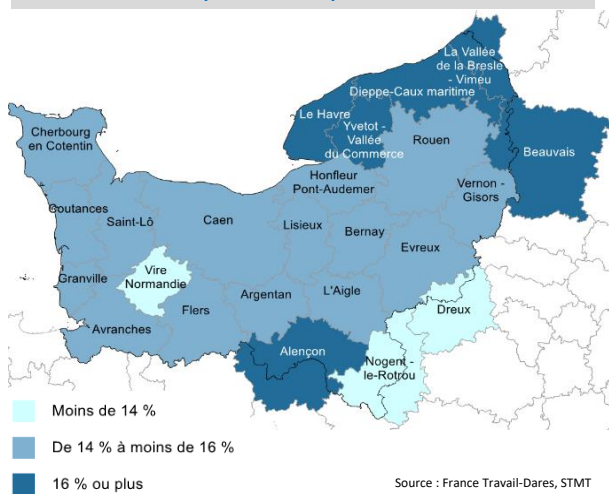 La Vallée
de la Bresle
- Vimeu
Dieppe-Caux maritime
Le Havre
Yvetot -
Vallée
du Commerce
Rouen
Beauvais
Cherbourg
en Cotentin
Honfleur
Pont-Audemer
Vernon -
Gisors
Coutances
Saint-Lô
Caen
Lisieux
Bernay
Evreux
Vire
Normandie
Granville
Flers
Argentan
L'Aigle
Dreux
Avranches
Alençon
Nogent -
le-Rotrou
Moins de 14 %
De 14 % à moins de 16 %
16 % ou plus
Source : France Travail-Dares, STMT